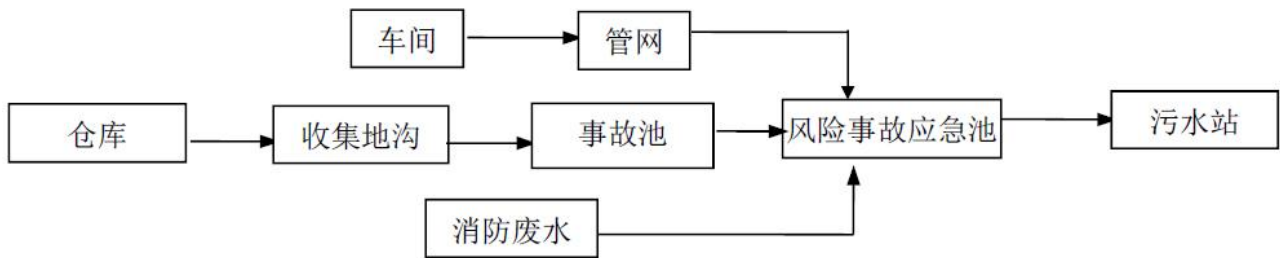 车间
管网
仓库
收集地沟
事故池
风险事故应急池
污水站
消防废水